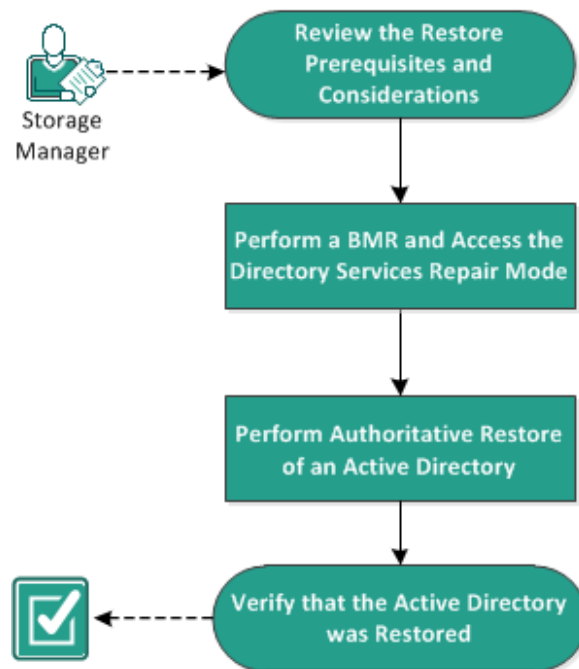 Review the Restore
Prerequisites and
Considerations
Storage
Manager
Perform a BMR and Access the
Directory Services Repair Mode
Perform Authoritative Restore
of an Active Directory
Verify that the Active Directory
was Restored